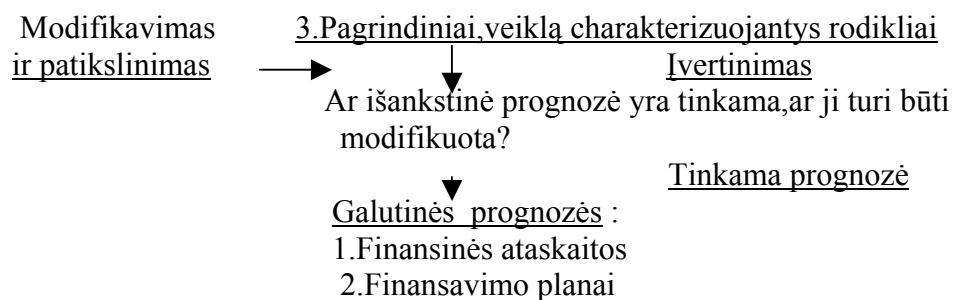 Modifikavimas 3.Pagrindiniai,veiklą charakterizuojantys rodikliai
ir patikslinimas Įvertinimas
Ar išankstinė prognozė yra tinkama,ar ji turi būti
modifikuota?
Tinkama prognozė
Galutinės prognozės :
1.Finansinės ataskaitos
2.Finansavimo planai